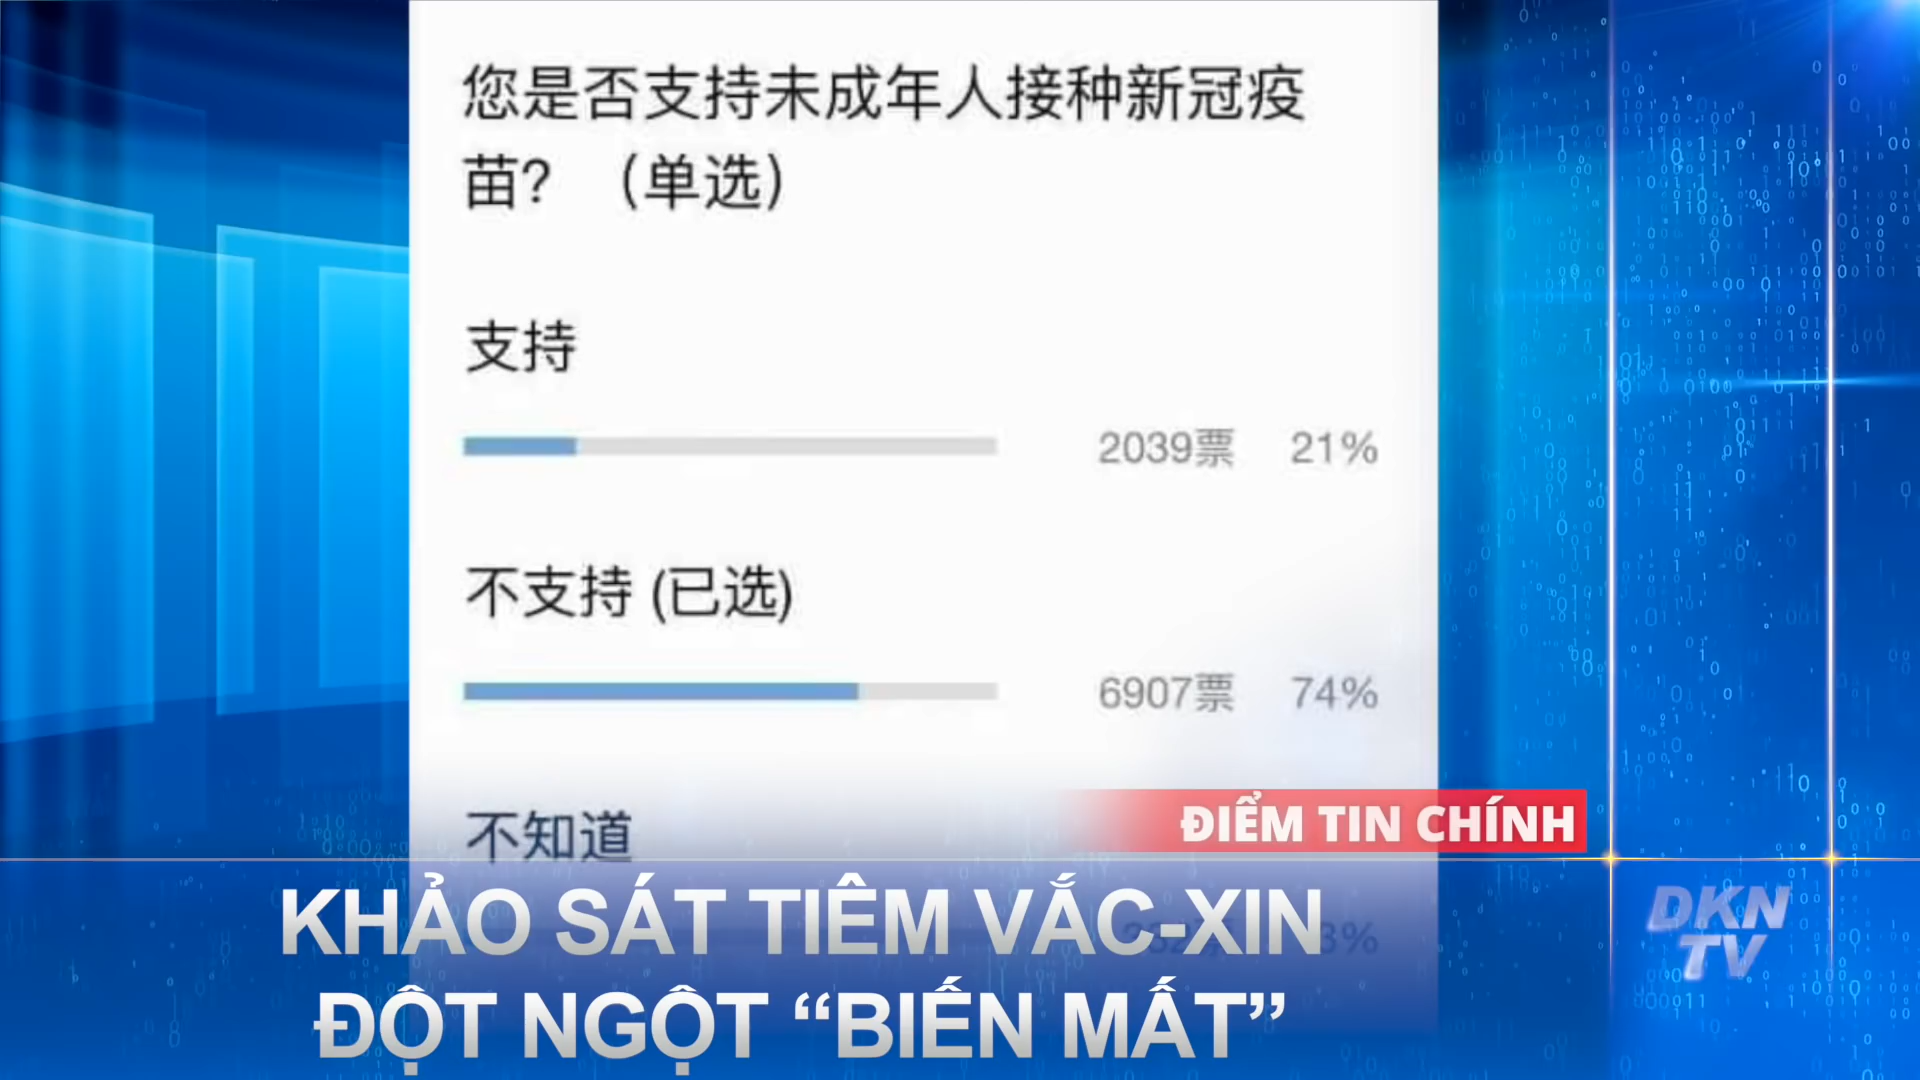 您是否支持未成年人接种新冠疫
苗？（单选）
支持
2039票 21%
不支持 (已选)
6907票 74%
不知道
3%
ĐIỂM TIN CHÍNH
KHẢO SÁT TIÊM VẮC-XIN
ĐỘT NGỘT “BIẾN MẤT”
DKN
TV